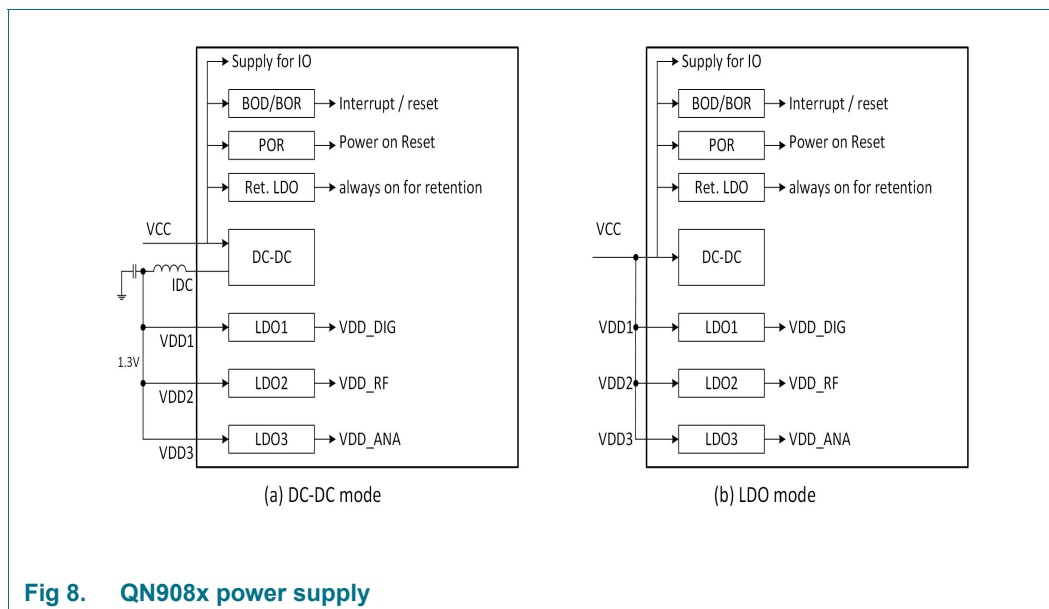 Supply for IO
BOD/BOR
Interrupt / reset
POR
Power on Reset
Ret. LDO
always on for retention
VCC
DC-DC
IDC
VDD1
LDO1
VDD_DIG
1.3V
VDD2
LDO2
VDD_RF
VDD3
LDO3
VDD_ANA
(a) DC-DC mode
Supply for IO
BOD/BOR
Interrupt / reset
POR
Power on Reset
Ret. LDO
always on for retention
VCC
DC-DC
VDD1
LDO1
VDD_DIG
VDD2
LDO2
VDD_RF
VDD3
LDO3
VDD_ANA
(b) LDO mode
Fig 8. QN908x power supply